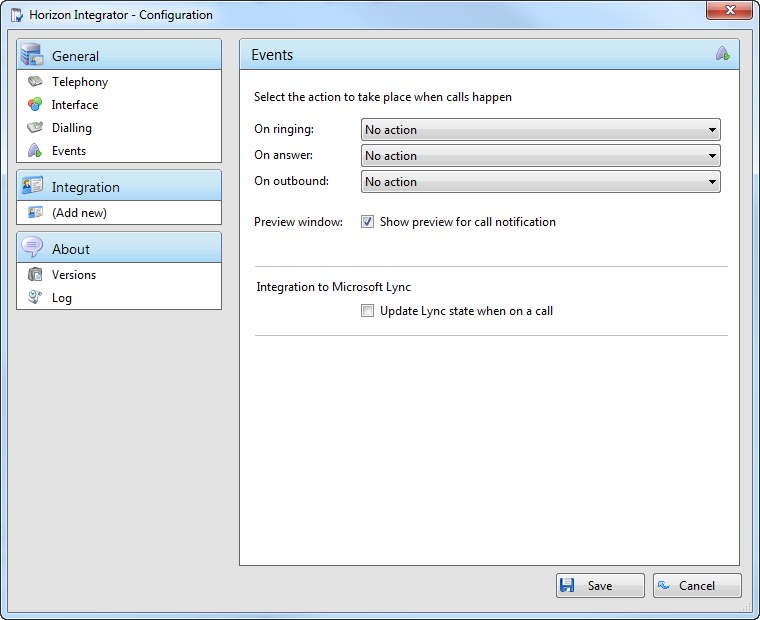 Horizon Integrator - Configuration
General
Telephony
Interface
Dialling
Events
Integration
(Add new)
About
Versions
Log
Events
Select the action to take place when calls happen
On ringing: No action
On answer: No action
On outbound: No action
Preview window: Show preview for call notification
Integration to Microsoft Lync
Update Lync state when on a call
Save Cancel